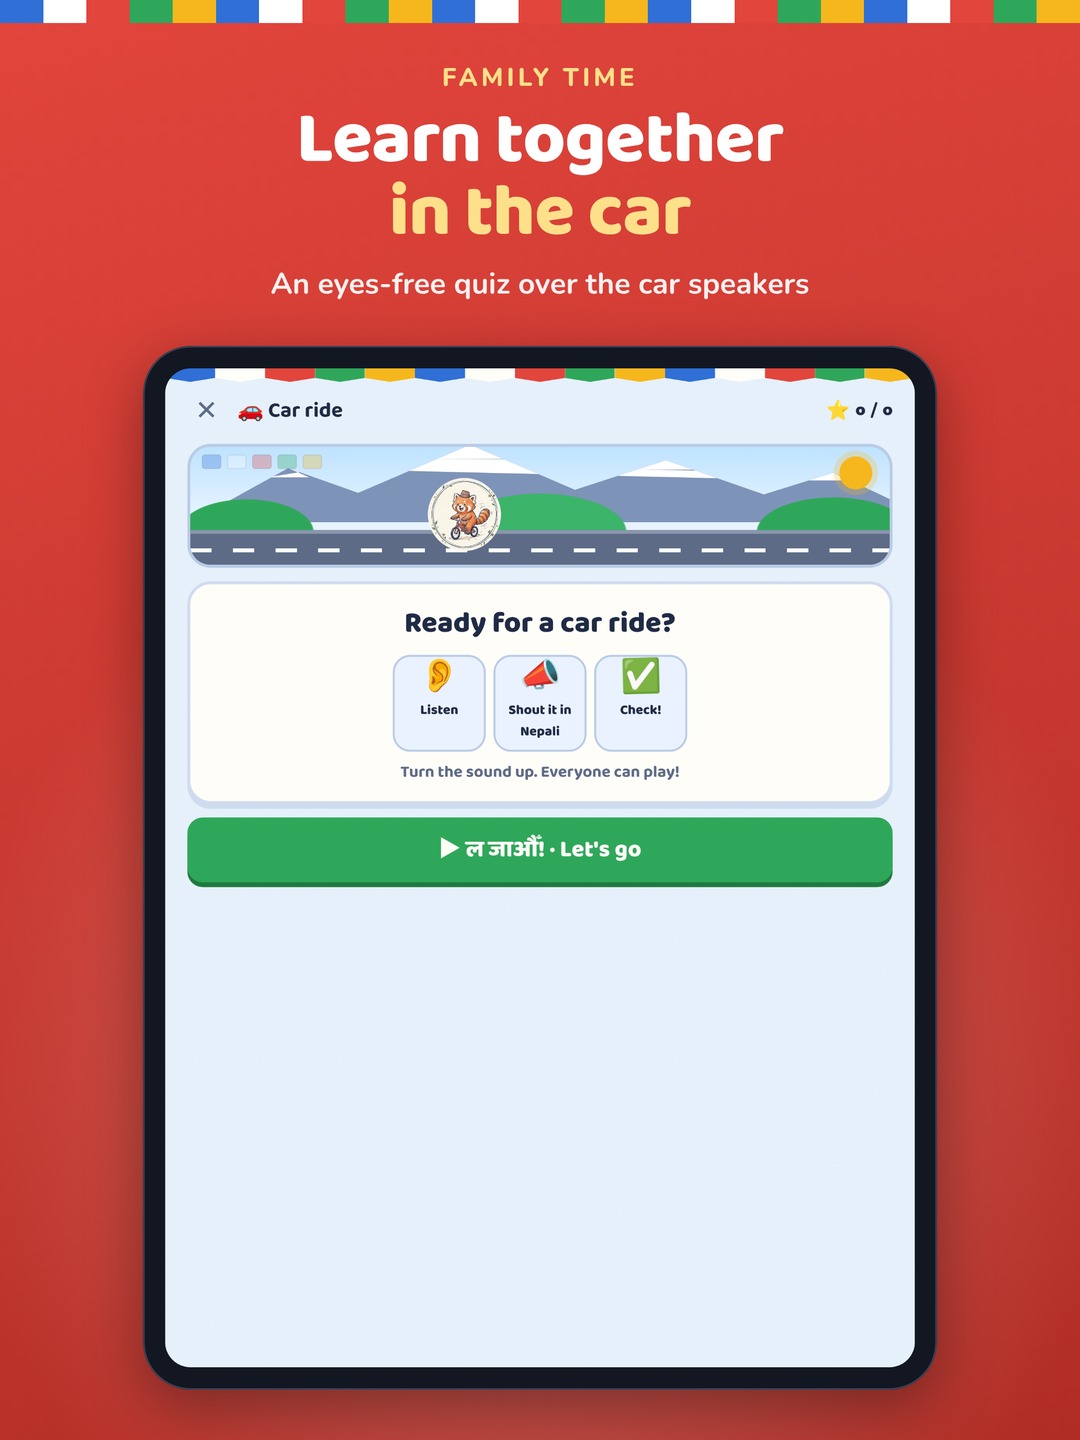 FAMILY TIME
Learn together
in the car
An eyes-free quiz over the car speakers
Car ride
0 / 0
Ready for a car ride?
Listen
Shout it in
Nepali
Check!
Turn the sound up. Everyone can play!
ल जाऔँ! · Let's go